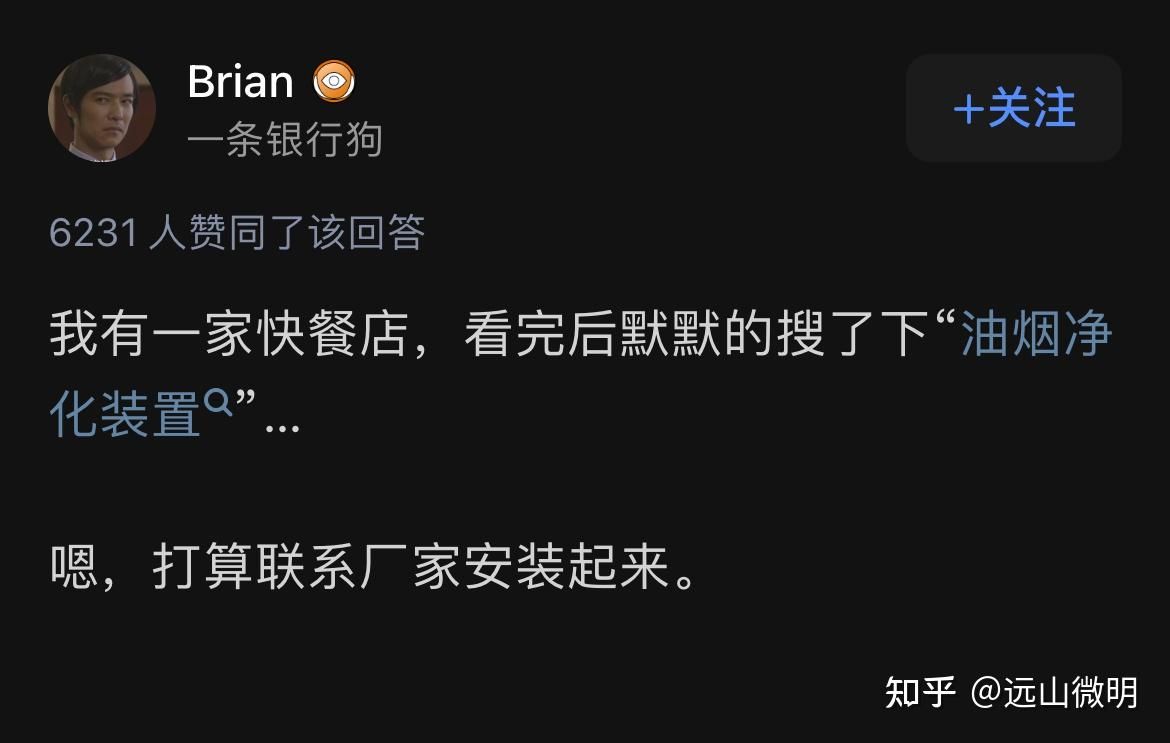 Brian
一条银行狗
+关注
6231 人赞同了该回答
我有一家快餐店，看完后默默的搜了下“油烟净
化装置”...
嗯，打算联系厂家安装起来。
知乎 @远山微明